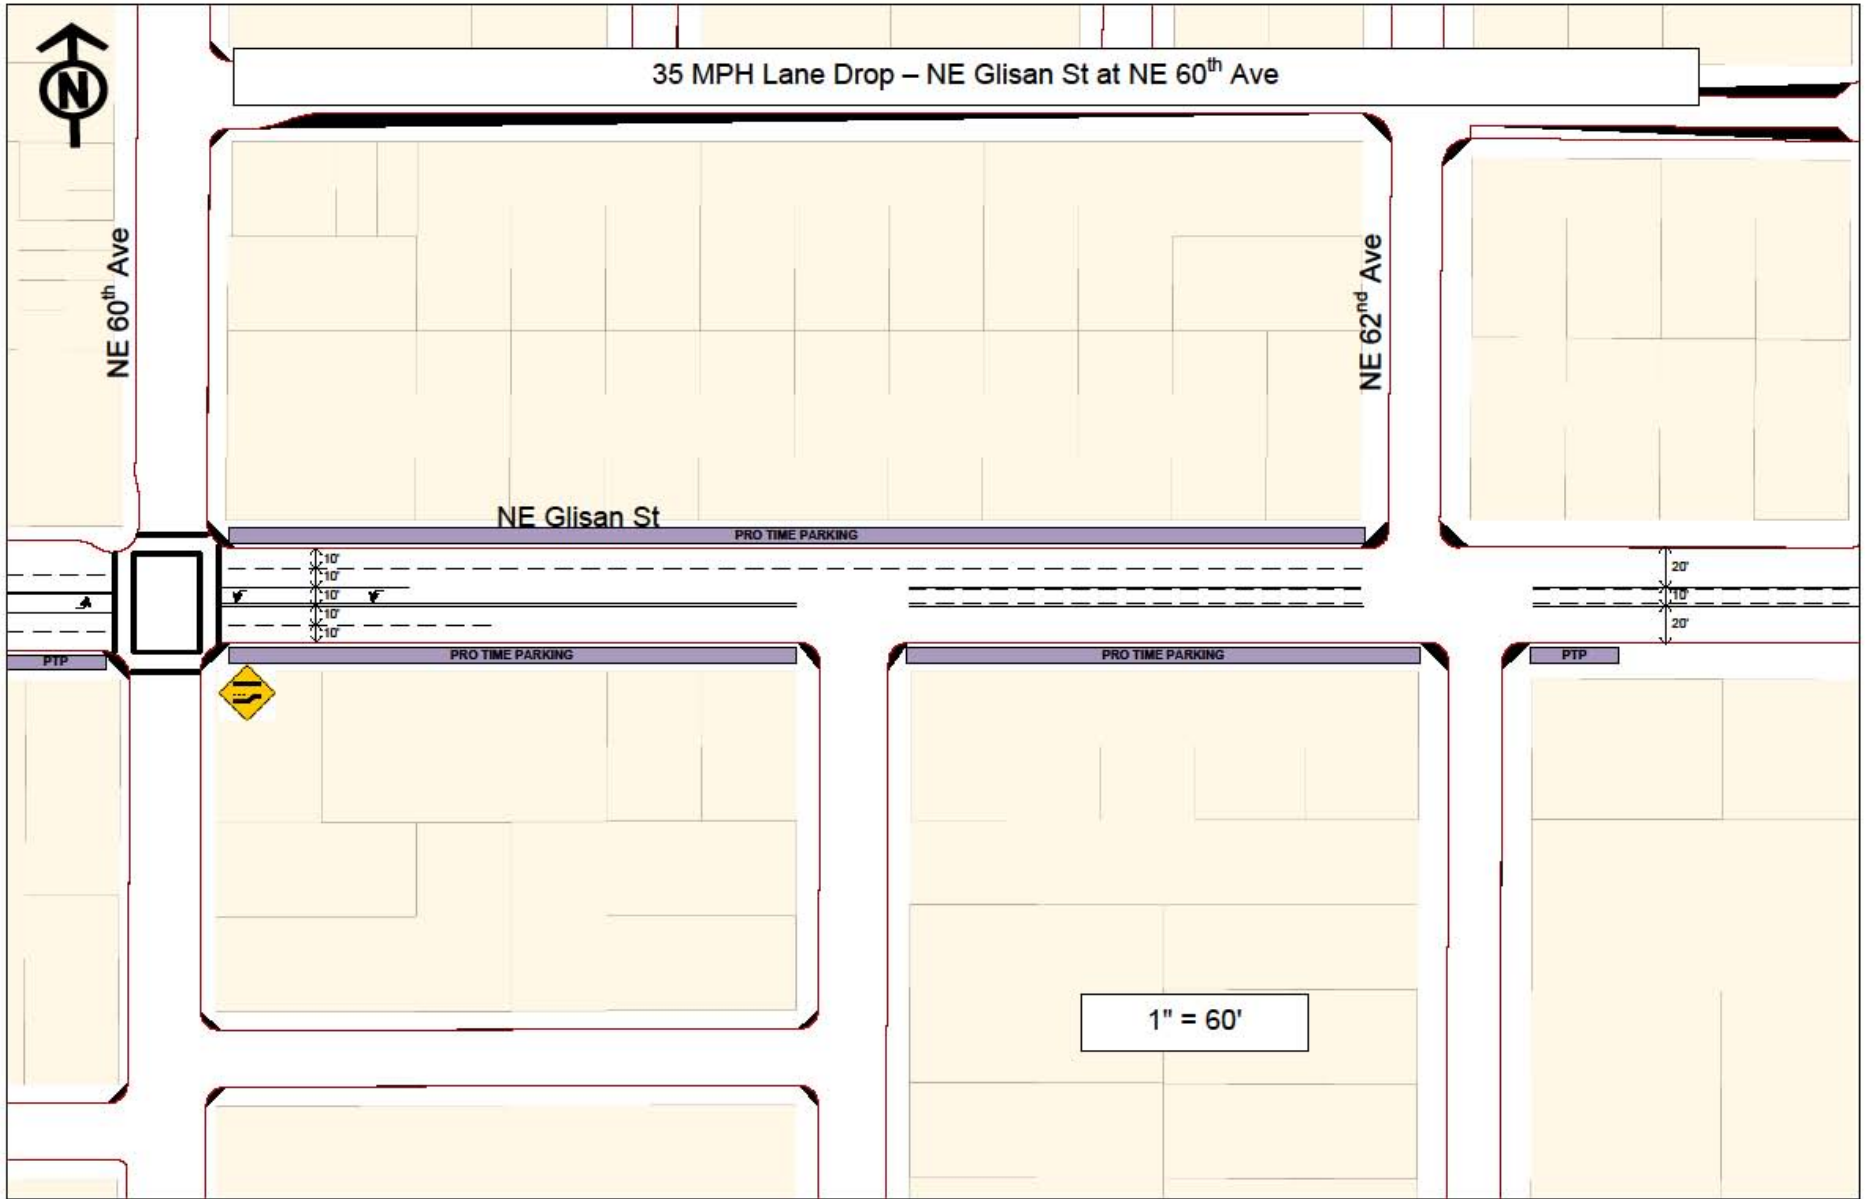 N
35 MPH Lane Drop – NE Glisan St at NE 60th Ave
NE 60th Ave
NE 62nd Ave
NE Glisan St
PRO TIME PARKING
10'
10'
10'
10'
10'
20'
10'
20'
PTP
PRO TIME PARKING
PRO TIME PARKING
PTP
1" = 60'